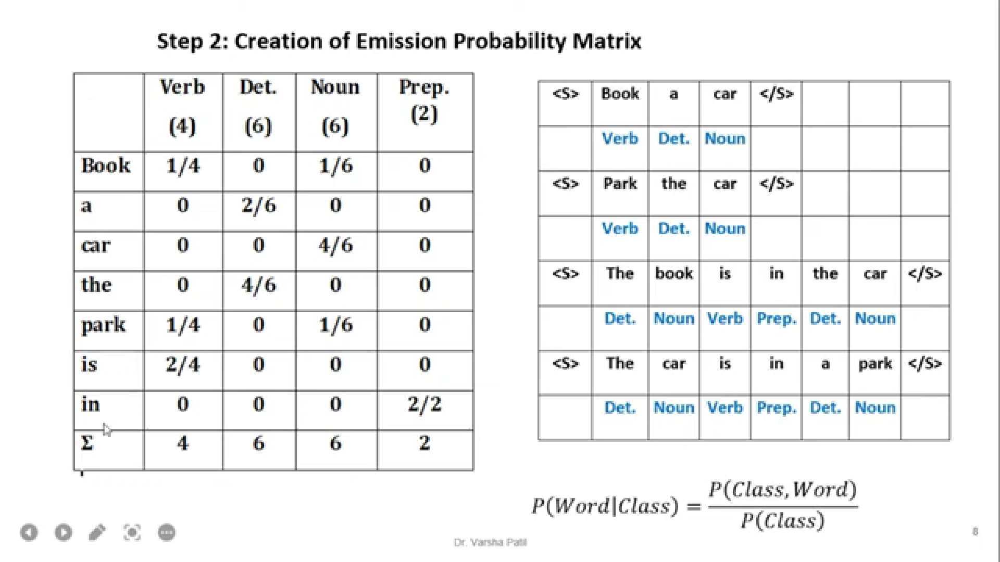 Step 2: Creation of Emission Probability Matrix
Verb (4) Det. (6) Noun (6) Prep. (2)
Book 1/4 0 1/6 0
a 0 2/6 0 0
car 0 0 4/6 0
the 0 4/6 0 0
park 1/4 0 1/6 0
is 2/4 0 0 0
in 0 0 0 2/2
Σ 4 6 6 2
<S> Book a car </S>
Verb Det. Noun
<S> Park the car </S>
Verb Det. Noun
<S> The book is in the car </S>
Det. Noun Verb Prep. Det. Noun
<S> The car is in a park </S>
Det. Noun Verb Prep. Det. Noun
P(Word|Class) = P(Class,Word) / P(Class)
Dr. Varsha Patil
8